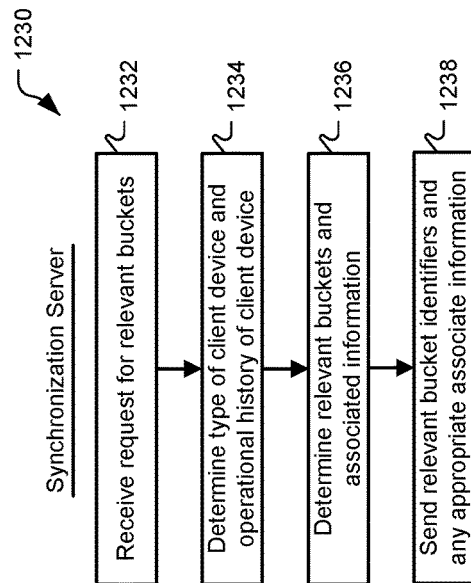 1230
Synchronization Server
Receive request for relevant buckets
1232
Determine type of client device and
operational history of client device
1234
Determine relevant buckets and
associated information
1236
Send relevant bucket identifiers and
any appropriate associate information
1238